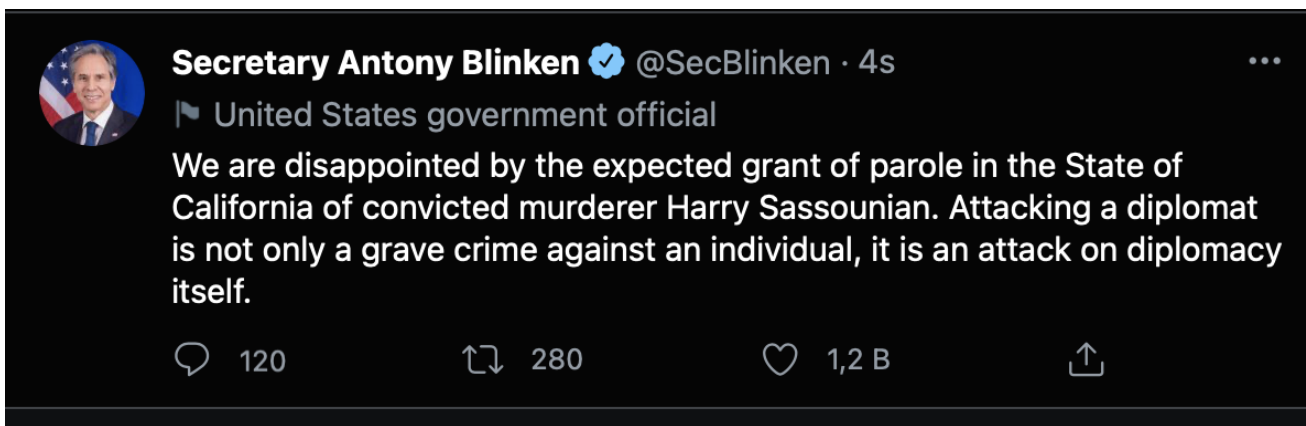 Secretary Antony Blinken @SecBlinken · 4s
United States government official
We are disappointed by the expected grant of parole in the State of
California of convicted murderer Harry Sassounian. Attacking a diplomat
is not only a grave crime against an individual, it is an attack on diplomacy
itself.
120 280 1,2 B